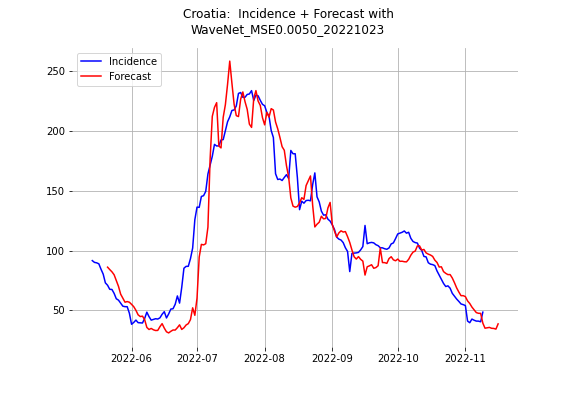 Croatia:  Incidence + Forecast with
WaveNet_MSE0.0050_20221023
Incidence
Forecast
250
200
150
100
50
2022-06 2022-07 2022-08 2022-09 2022-10 2022-11